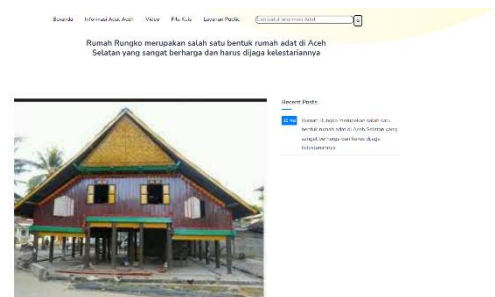 Beranda Informasi Adat Aceh Video Pilu Kuis Layanan Publik Cari judul Informasi Adat
Rumah Rungko merupakan salah satu bentuk rumah adat di Aceh
Selatan yang sangat berharga dan harus dijaga kelestariannya
Recent Posts
Rumah Rungko merupakan salah satu
bentuk rumah adat di Aceh Selatan yang
sangat berharga dan harus dijaga
kelestariannya